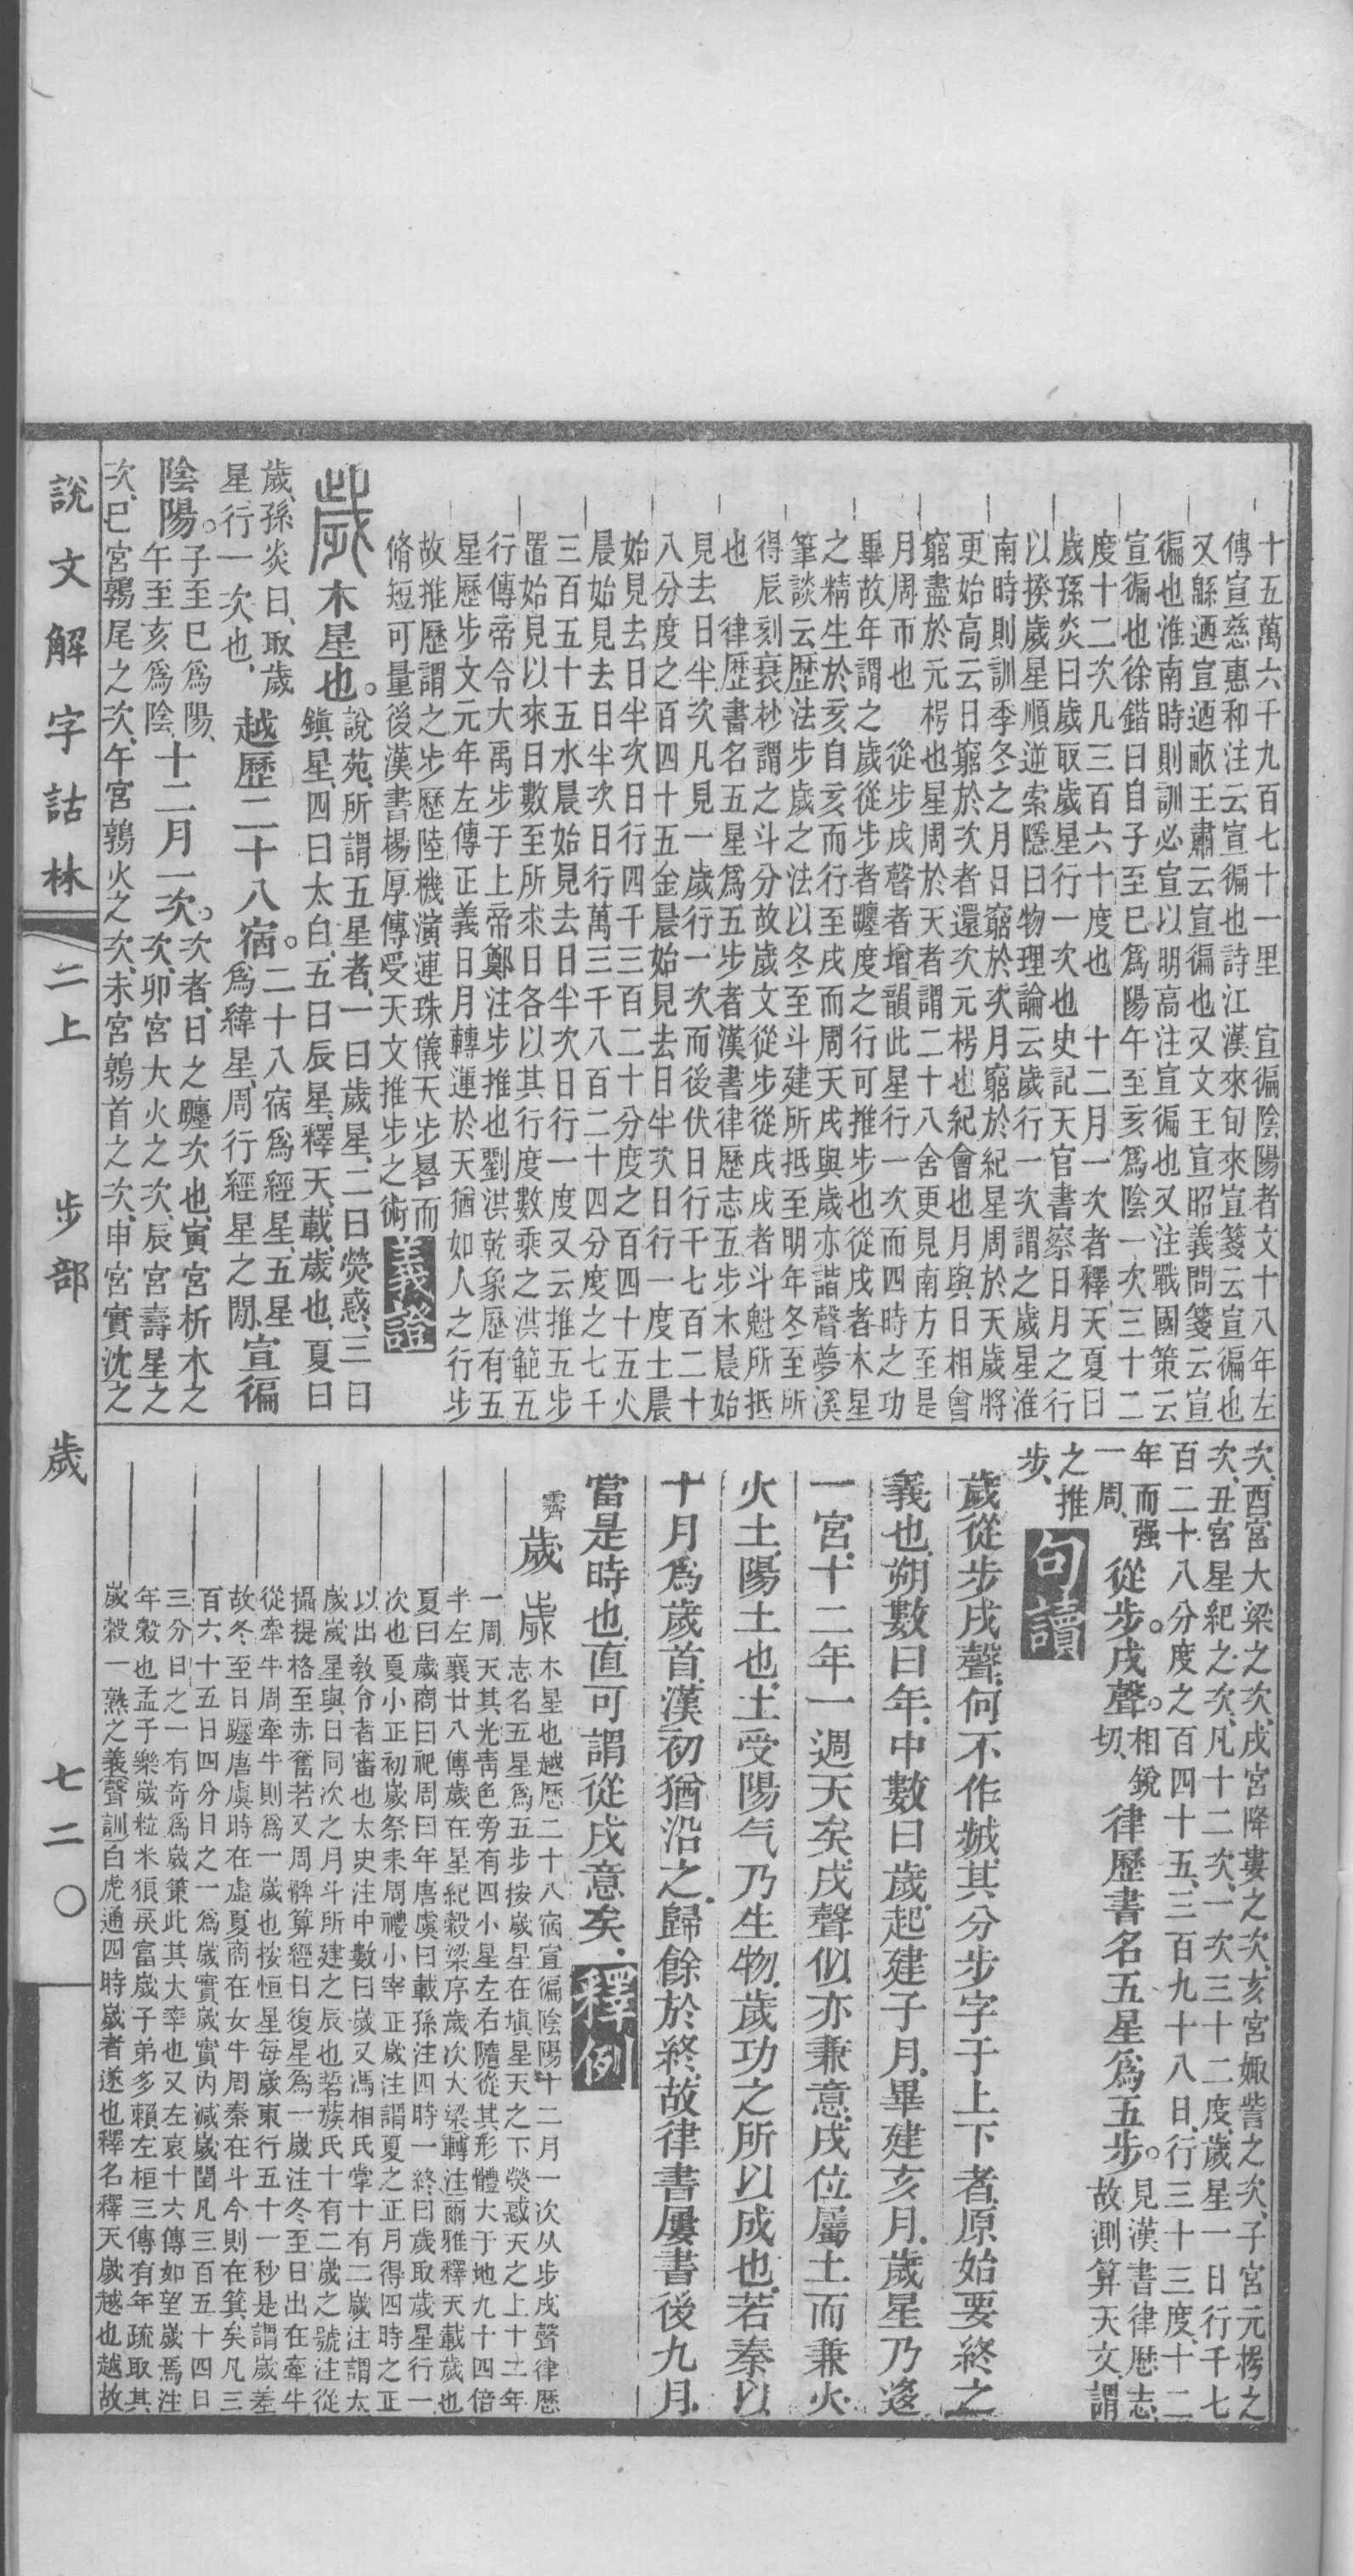 十五萬六千九百七十一里　宣徧陰陽者文十八年左
傳宣慈惠和注云宣徧也詩江漢來旬來宣箋云宣徧也
又緜迺宣迺畝王肅云宣徧也又文王宣昭義問箋云宣
徧也淮南時則訓必宣以明高注宣徧也又注戰國策云
宣徧也徐鍇曰自子至巳爲陽午至亥爲陰一次三十二
度十二次凡三百六十度也　十二月一次者釋天夏曰
歲孫炎曰歲取歲星行一次也　史記天官書察日月之行
以揆歲星順逆索隱曰物理論云歲行一次謂之歲星淮
南時則訓季冬之月日窮於次月窮於紀星周於天歲將
更始高云日窮於次者還次元枵也紀會也月與日相會
窮盡於元枵也星周於天者謂二十八舍更見南方至是
月周帀也　從步戌聲者增韻此星行一次而四時之功
畢故年謂之歲從步者躔度之行可推步也從戌者木星
之精生於亥自亥而行至戌而周天戌與歲亦諧聲夢溪
筆談云歷法步歲之法以冬至斗建所抵至明年冬至所
得辰刻衰杪謂之斗分故歲文從步從戌戌者斗魁所抵
也　律歷書名五星爲五步者漢書律歷志五步木晨始
見去日半次凡見一歲行一次而後伏日行千七百二十
八分度之百四十五金晨始見去日半次日行一度土晨
始見去日半次日行四千三百二十分度之百四十五火
晨始見去日半次日行萬三千八百二十四分度之七千
三百五十五水晨始見去日半次日行一度又云推五步
置始見以來日數至所求日各以其行度數乘之洪範五
行傳帝令大禹步于上帝鄭注步推也劉洪乾象歷有五
星歷步文元年左傳正義日月轉運於天猶如人之行步
故推歷謂之步歷陸機演連珠儀天步晷而
脩短可量後漢書楊厚傳受天文推步之術 義證
歲木星也。說苑、所謂五星者、一曰歲星、二曰熒惑、三曰
鎮星、四曰太白、五曰辰星、釋天、載、歲也、夏曰
歲、孫炎曰、取歲
星行一次也、越歷二十八宿。二十八宿爲經星、五星
爲緯星、周行經星之閒、宣徧
陰陽。子至巳爲陽、
午至亥爲陰、十二月一次。次者、日之躔次也、寅宮析木之
次、卯宮大火之次、辰宮壽星之
次、巳宮鶉尾之次、午宮鶉火之次、未宮鶉首之次、申宮實沈之
次、酉宮大梁之次、戌宮降婁之次、亥宮娵訾之次、子宮元枵之
次、丑宮星紀之次、凡十二次、一次三十二度、歲星一日行千七
百二十八分度之百四十五、三百九十八日、行三十三度、十二
年而强
一周、從步。戌聲。相銳
切、律歷書名五星爲五步。見漢書律歷志、
故測算天文、謂
之推
步、 句讀
歲從步戌聲、何不作𢧵、其分步字于上下者、原始要終之
義也、朔數曰年、中數曰歲、起建子月、畢建亥月、歲星乃迻
一宮、十二年一週天矣、戌聲似亦兼意、戌位屬土而兼火、
火土、陽土也、土受陽气乃生物、歲功之所以成也、若秦以
十月爲歲首、漢初猶沿之、歸餘於終、故律書屢書後九月、
當是時也、直可謂從戌意矣、 釋例
霽 歲
歲木星也越歷二十八宿宣徧陰陽十二月一次从步戌聲律歷
志名五星爲五步按歲星在塡星天之下熒惑天之上十二年
一周天其光靑色旁有四小星左右隨從其形體大于地九十四倍
半左襄廿八傳歲在星紀穀梁序歲次大梁轉注爾雅釋天載歲也
夏曰歲商曰祀周曰年唐虞曰載孫注四時一終曰歲取歲星行一
次也夏小正初歲祭耒周禮小宰正歲注謂夏之正月得四時之正
以出敎令者審也太史注中數曰歲又馮相氏掌十有二歲注謂太
歲歲星與日同次之月斗所建之辰也硩蔟氏十有二歲之號注從
攝提格至赤奮若又周髀算經日復星爲一歲注冬至日出在牽牛
從牽牛周牽牛則爲一歲也按恒星每歲東行五十一秒是謂歲差
故冬至日躔唐虞時在虛夏商在女牛周秦在斗今則在箕矣凡三
百六十五日四分日之一爲歲實歲實內減歲閏凡三百五十四日
三分日之一有奇爲歲策此其大率也又左哀十六傳如望歲焉注
年穀也孟子樂歲粒米狼戾富歲子弟多賴左桓三傳有年疏取其
歲穀一熟之義聲訓白虎通四時歲者遂也釋名釋天歲越也越故
說文解字詁林 二上 步部 歲 七二〇